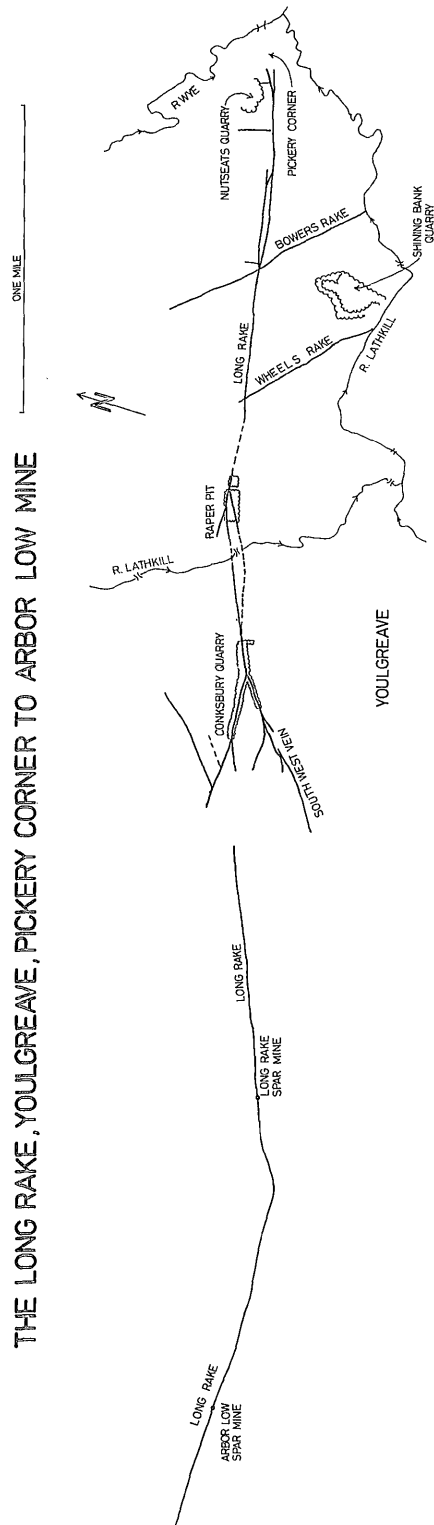 THE LONG RAKE, YOULGREAVE, PICKERY CORNER TO ARBOR LOW MINE
ONE MILE
N
LONG RAKE
ARBOR LOW
SPAR MINE
LONG RAKE
SPAR MINE
LONG RAKE
SOUTH WEST VEIN
CONKSBURY QUARRY
YOULGREAVE
R. LATHKILL
RAPER PIT
LONG RAKE
WHEELS RAKE
R. LATHKILL
SHINING BANK
QUARRY
BOWERS RAKE
NUTSEATS QUARRY
PICKERY CORNER
R WYE